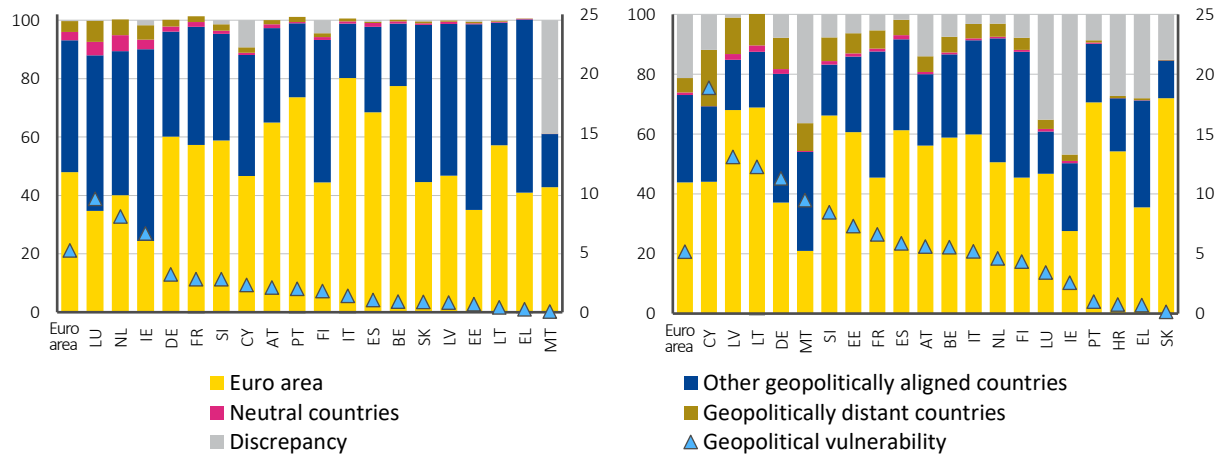 100
80
60
40
20
0
25
20
15
10
5
0
Euro area
LU
NL
IE
DE
FR
SI
CY
AT
PT
FI
IT
ES
BE
SK
LV
EE
LT
EL
MT
100
80
60
40
20
0
25
20
15
10
5
0
Euro area
CY
LV
LT
DE
MT
SI
EE
FR
ES
AT
BE
IT
NL
FI
LU
IE
PT
HR
EL
SK
Euro area
Other geopolitically aligned countries
Neutral countries
Geopolitically distant countries
Discrepancy
Geopolitical vulnerability